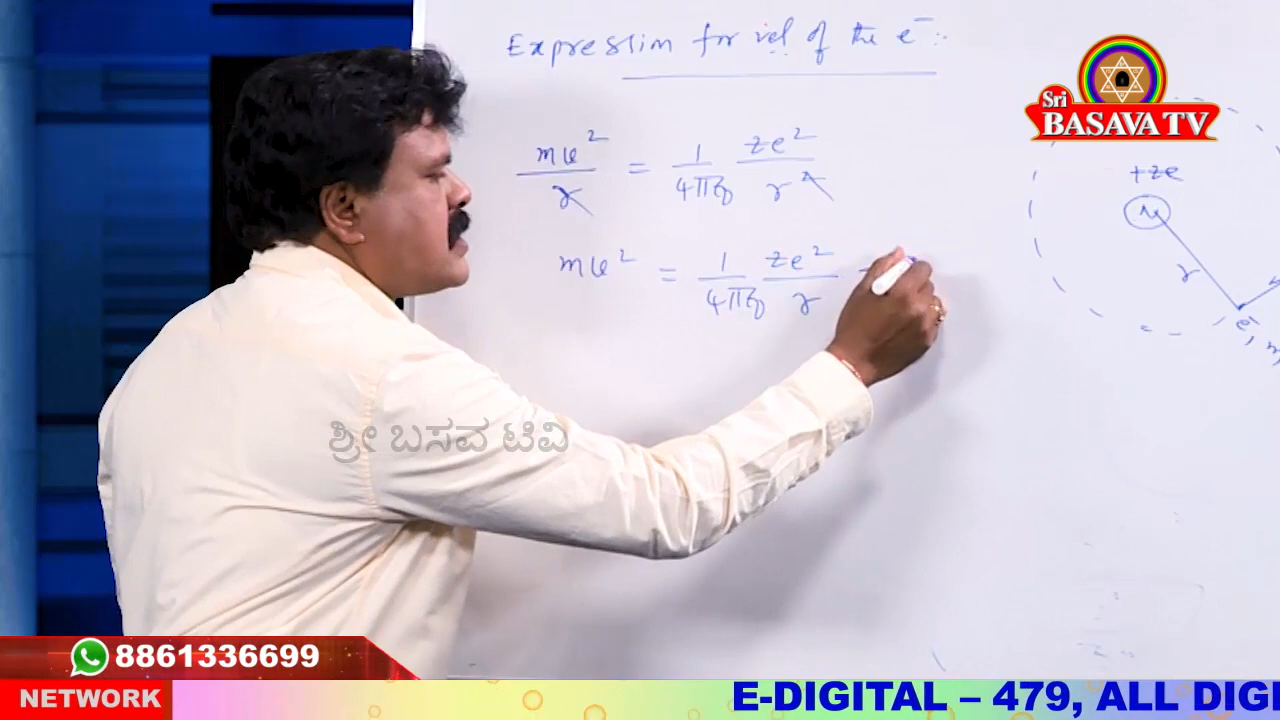 Expression for vel of the e⁻ :-
Sri
BASAVA TV
mv²/r = 1/4πε₀ ze²/r²
+ze
N
mv² = 1/4πε₀ ze²/r
r
e⁻, m
ಶ್ರೀ ಬಸವ ಟಿವಿ
8861336699
NETWORK
E-DIGITAL – 479, ALL DIGI